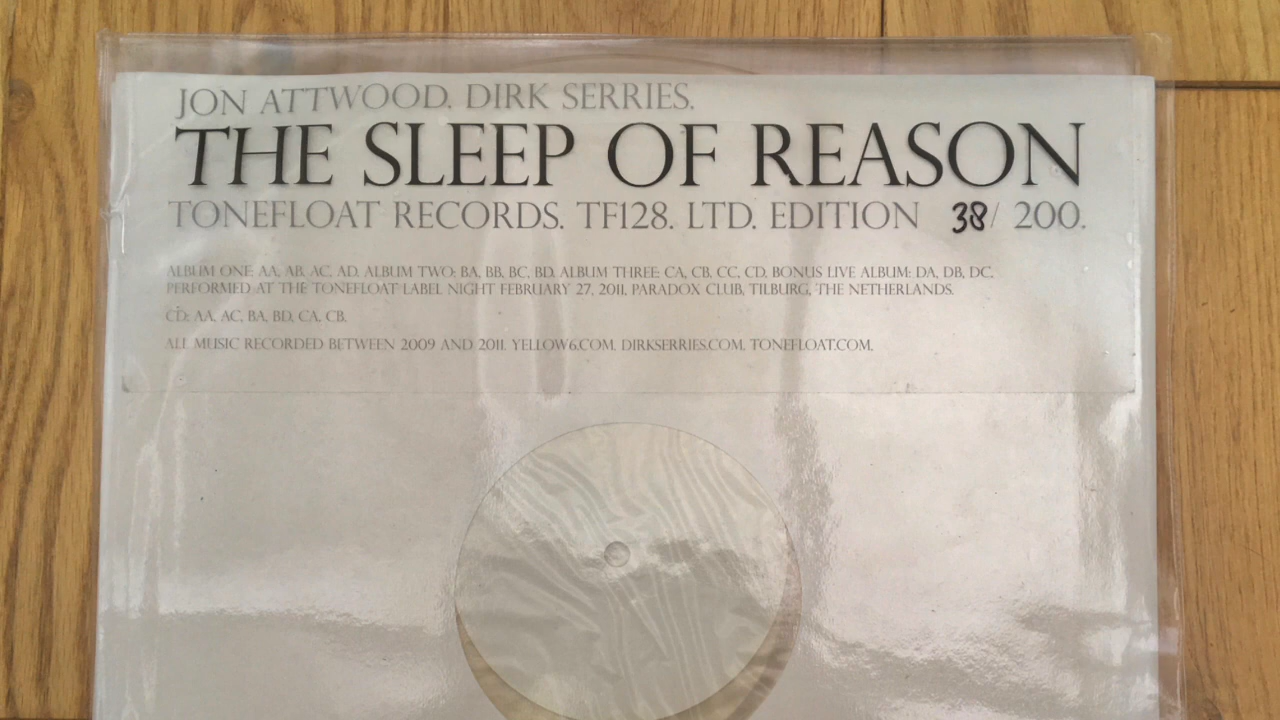 JON ATTWOOD. DIRK SERRIES.
THE SLEEP OF REASON
TONEFLOAT RECORDS. TF128. LTD. EDITION 38/ 200.
ALBUM ONE: AA, AB, AC, AD. ALBUM TWO: BA, BB, BC, BD. ALBUM THREE: CA, CB, CC, CD. BONUS LIVE ALBUM: DA, DB, DC.
PERFORMED AT THE TONEFLOAT LABEL NIGHT FEBRUARY 27, 2011, PARADOX CLUB, TILBURG, THE NETHERLANDS.
CD: AA, AC, BA, BD, CA, CB.
ALL MUSIC RECORDED BETWEEN 2009 AND 2011. YELLOW6.COM. DIRKSERRIES.COM. TONEFLOAT.COM.